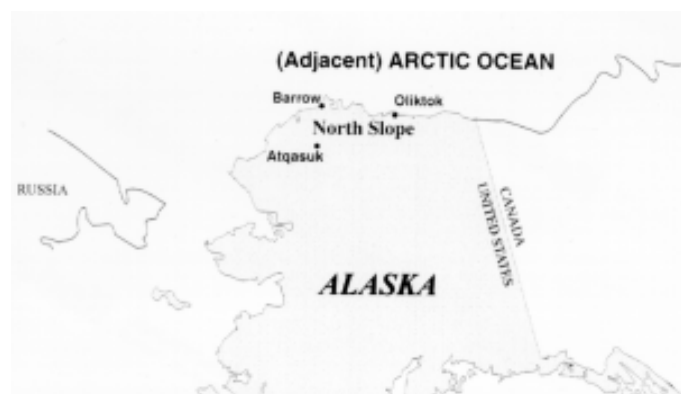 (Adjacent) ARCTIC OCEAN
Barrow
Oliktok
North Slope
Atqasuk
RUSSIA
CANADA
UNITED STATES
ALASKA